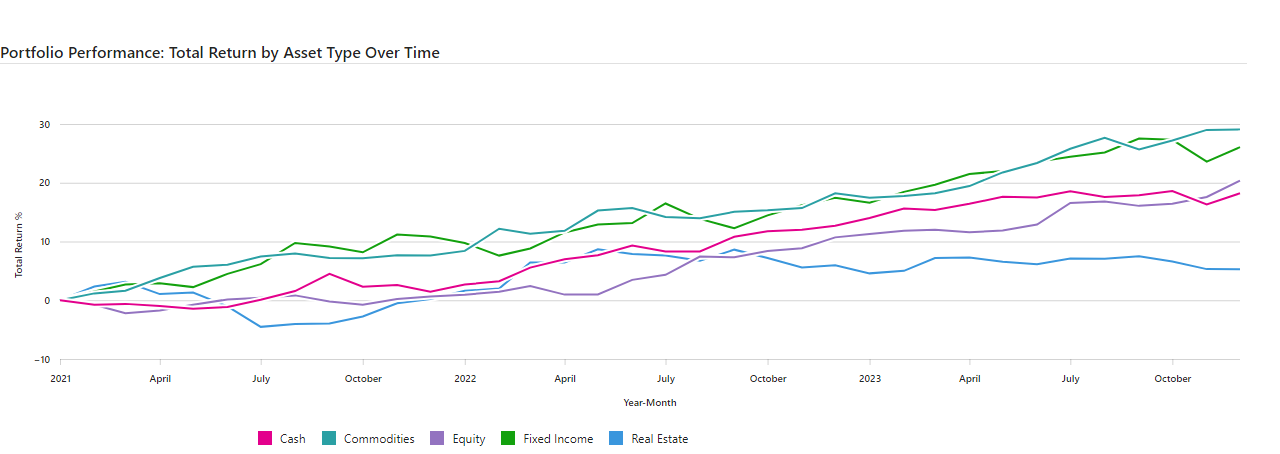 Portfolio Performance: Total Return by Asset Type Over Time
Total Return %
30
20
10
0
−10
2021 April July October 2022 April July October 2023 April July October
Year-Month
Cash Commodities Equity Fixed Income Real Estate